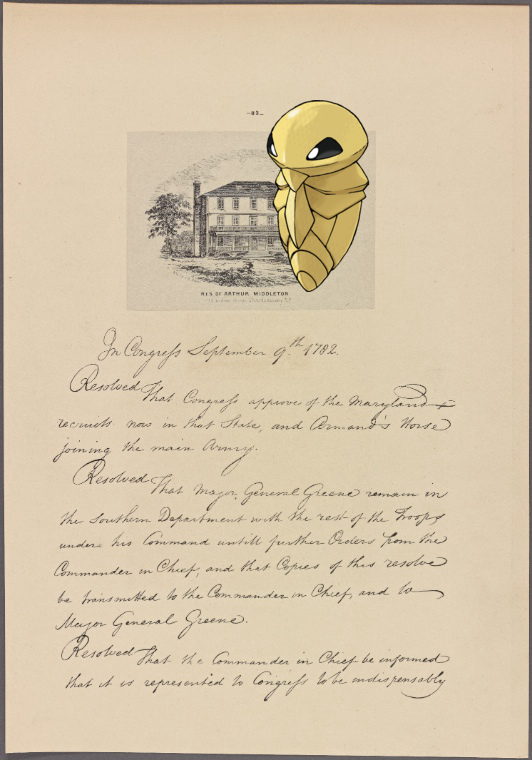 -83-
RES. OF ARTHUR MIDDLETON
In Congress September 9.th 1782.
Resolved That Congress approve of the Maryland
recruits now in that State, and Armand's Horse
joining the main Army.
Resolved That Major General Greene remain in
the Southern Department with the rest of the Troops
under his Command untill further Orders from the
Commander in Chief, and that Copies of this resolve
be transmitted to the Commander in Chief, and to
Major General Greene.
Resolved That the Commander in Chief be informed
that it is represented to Congress to be indispensably